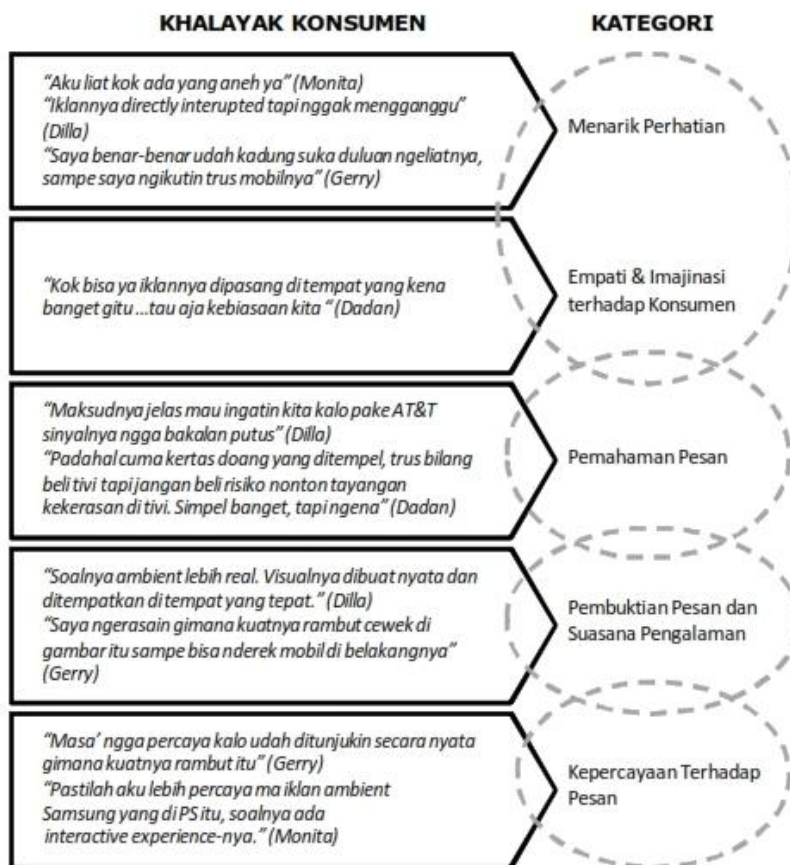 KHALAYAK KONSUMEN
KATEGORI
“Aku liat kok ada yang aneh ya” (Monita)
“Iklannya directly interupted tapi nggak mengganggu”
(Dilla)
“Saya benar-benar udah kadung suka duluan ngeliatnya,
sampe saya ngikutin trus mobilnya” (Gerry)
Menarik Perhatian
“Kok bisa ya iklannya dipasang di tempat yang kena
banget gitu ...tau aja kebiasaan kita “ (Dadan)
Empati & Imajinasi
terhadap Konsumen
“Maksudnya jelas mau ingatin kita kalo pake AT&T
sinyalnya ngga bakalan putus” (Dilla)
“Padahal cuma kertas doang yang ditempel, trus bilang
beli tivi tapi jangan beli risiko nonton tayangan
kekerasan di tivi. Simpel banget, tapi ngena” (Dadan)
Pemahaman Pesan
“Soalnya ambient lebih real. Visualnya dibuat nyata dan
ditempatkan di tempat yang tepat.” (Dilla)
“Saya ngerasain gimana kuatnya rambut cewek di
gambar itu sampe bisa nderek mobil di belakangnya”
(Gerry)
Pembuktian Pesan dan
Suasana Pengalaman
“Masa’ ngga percaya kalo udah ditunjukin secara nyata
gimana kuatnya rambut itu” (Gerry)
“Pastilah aku lebih percaya ma iklan ambient
Samsung yang di PS itu, soalnya ada
interactive experience-nya.” (Monita)
Kepercayaan Terhadap
Pesan